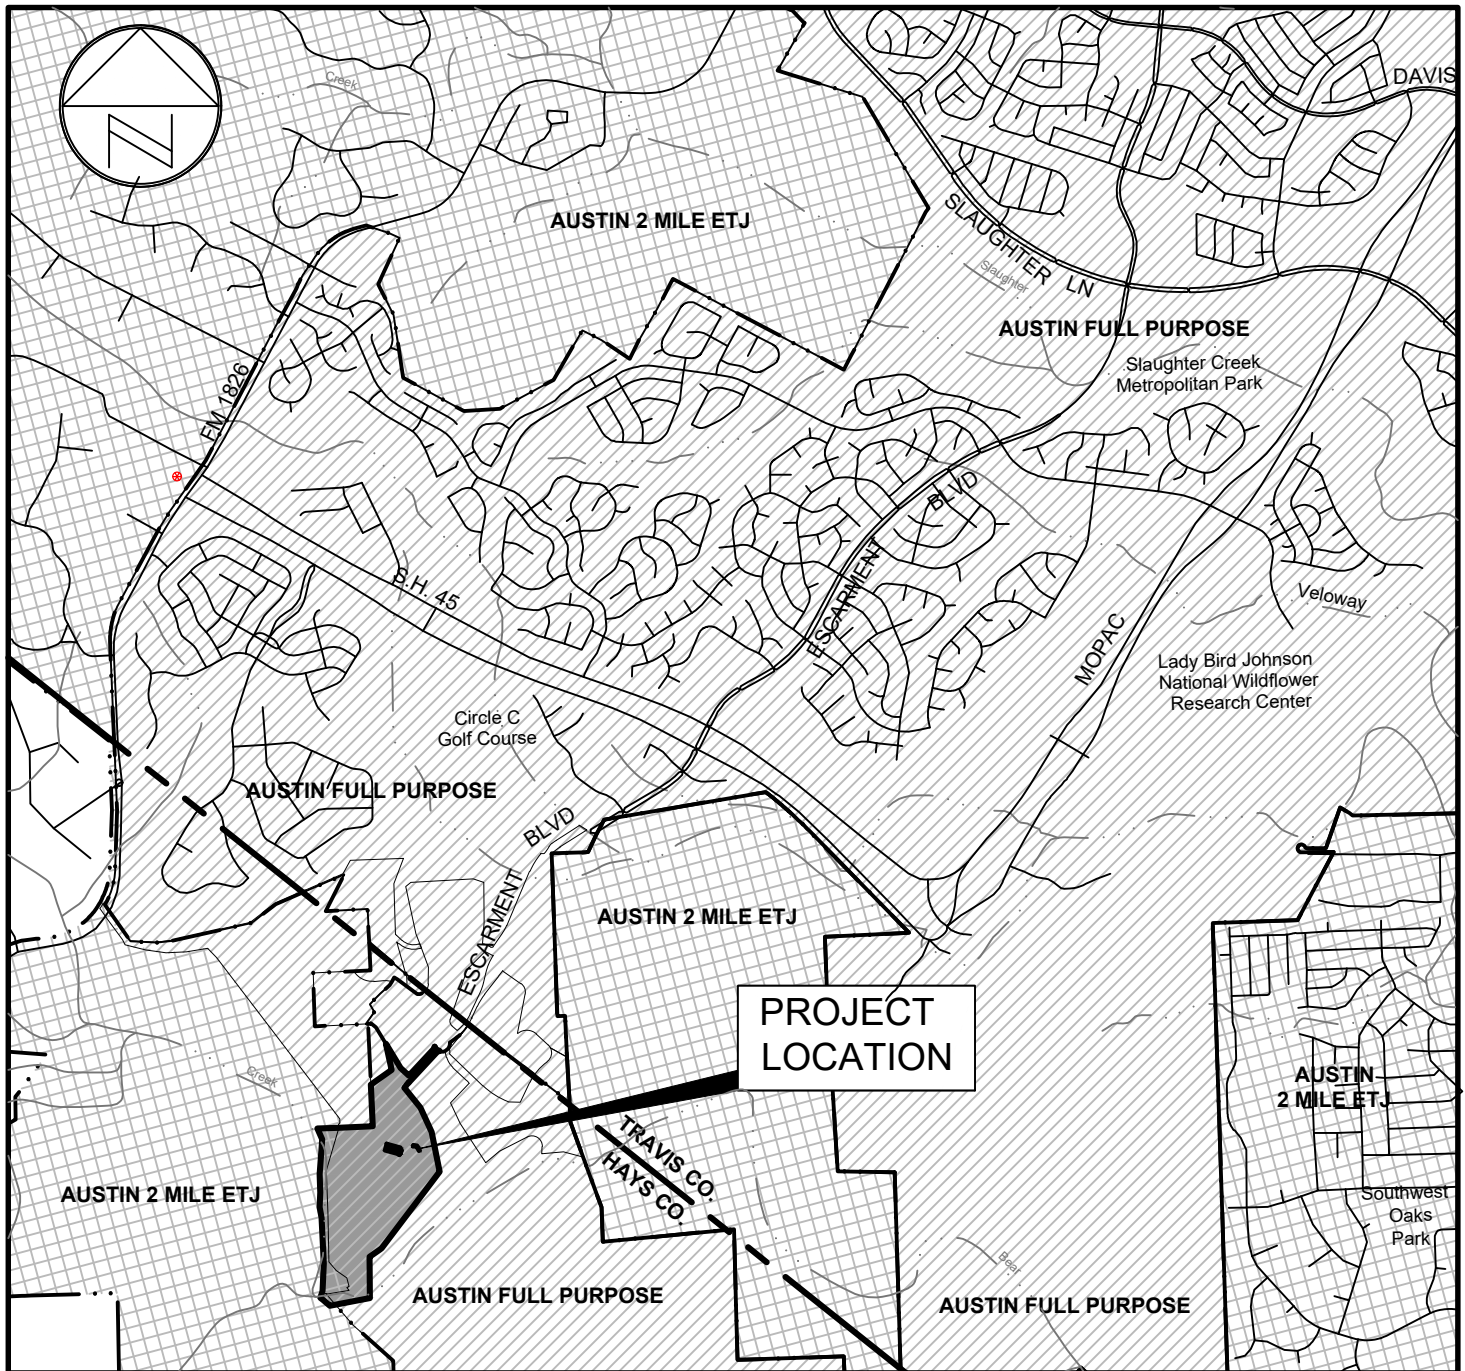 DAVIS
Creek
N
AUSTIN 2 MILE ETJ
SLAUGHTER LN
Slaughter
AUSTIN FULL PURPOSE
Slaughter Creek
Metropolitan Park
FM 1826
BLVD
ESCARMENT
S.H. 45
Veloway
MOPAC
Lady Bird Johnson
National Wildflower
Research Center
Circle C
Golf Course
AUSTIN FULL PURPOSE
BLVD
ESCARMENT
AUSTIN 2 MILE ETJ
PROJECT
LOCATION
Creek
AUSTIN
2 MILE ETJ
TRAVIS CO.
HAYS CO.
AUSTIN 2 MILE ETJ
Southwest
Oaks
Park
Bear
AUSTIN FULL PURPOSE
AUSTIN FULL PURPOSE